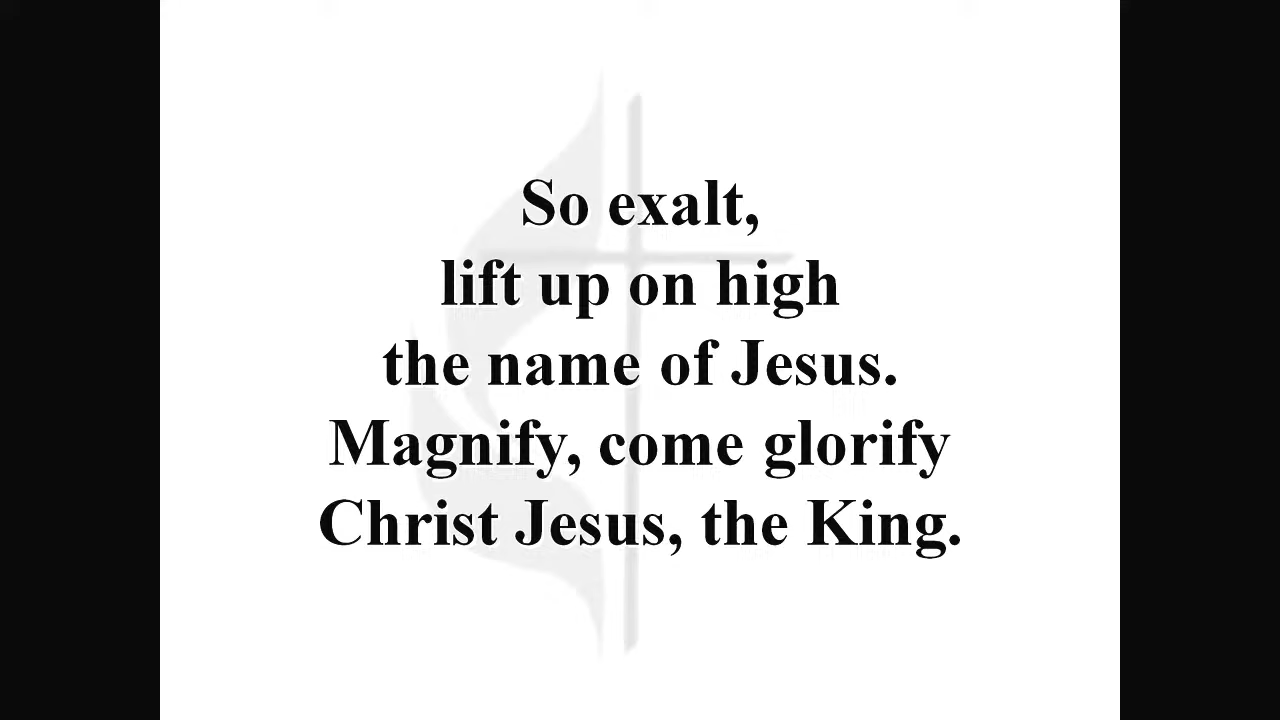 So exalt,
lift up on high
the name of Jesus.
Magnify, come glorify
Christ Jesus, the King.